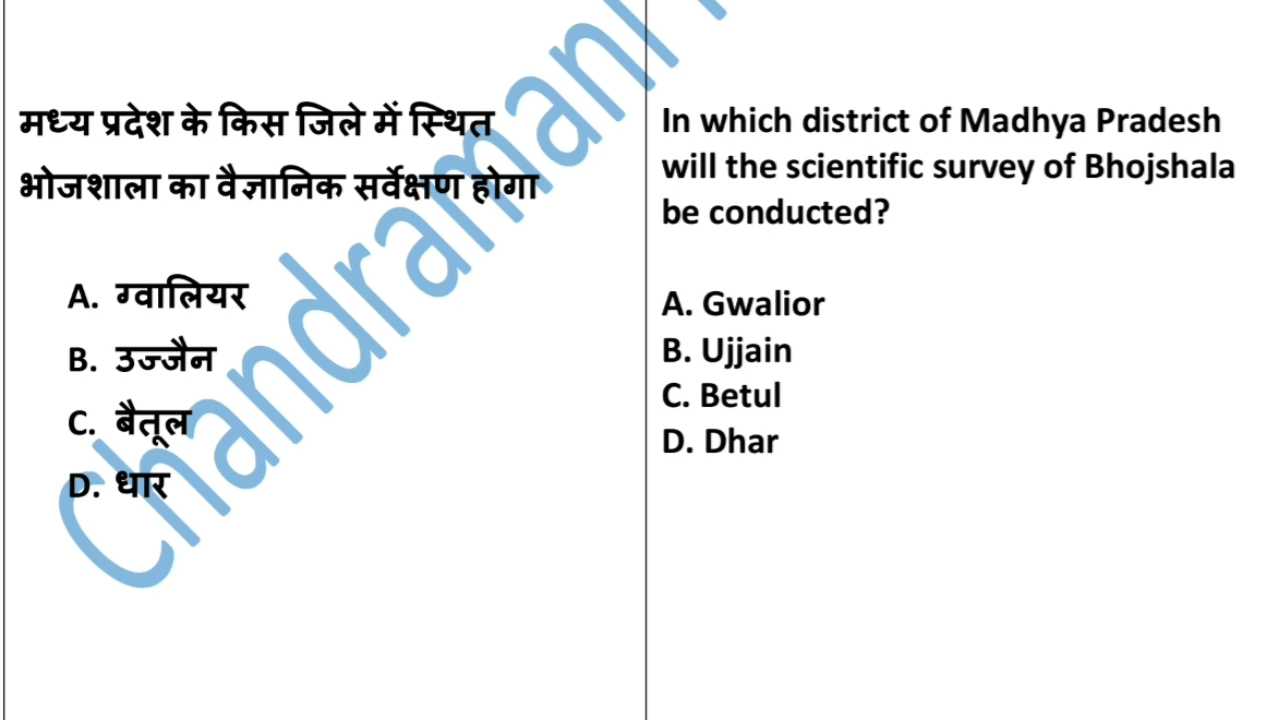 मध्य प्रदेश के किस जिले में स्थित
भोजशाला का वैज्ञानिक सर्वेक्षण होगा
A. ग्वालियर
B. उज्जैन
C. बैतूल
D. धार
In which district of Madhya Pradesh
will the scientific survey of Bhojshala
be conducted?
A. Gwalior
B. Ujjain
C. Betul
D. Dhar
Chandramani